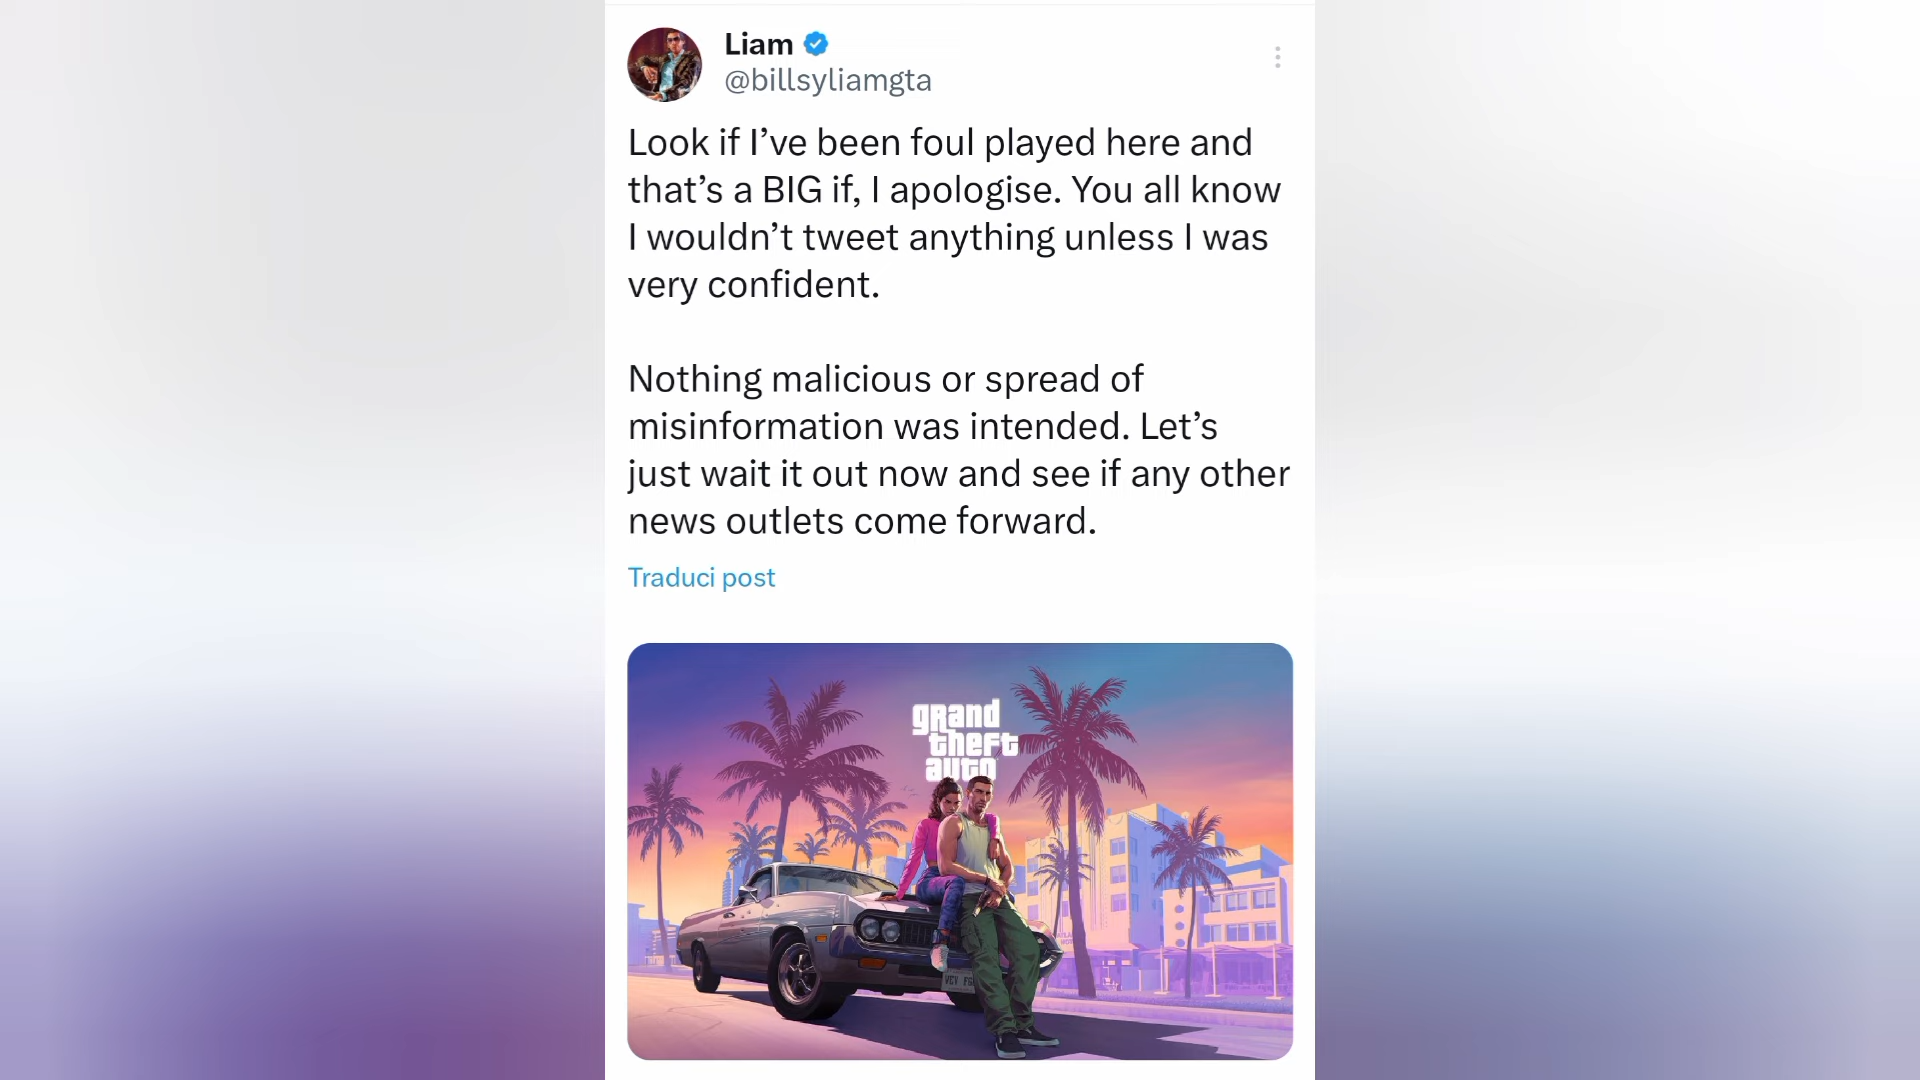 Liam
@billsyliamgta
Look if I’ve been foul played here and
that’s a BIG if, I apologise. You all know
I wouldn’t tweet anything unless I was
very confident.
Nothing malicious or spread of
misinformation was intended. Let’s
just wait it out now and see if any other
news outlets come forward.
Traduci post
grand
theft
auto